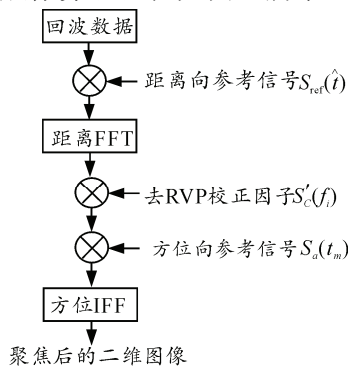 回波数据
距离向参考信号S_ref(t̂)
距离FFT
去RVP校正因子S′_C(f_i)
方位向参考信号S_a(t_m)
方位IFF
聚焦后的二维图像